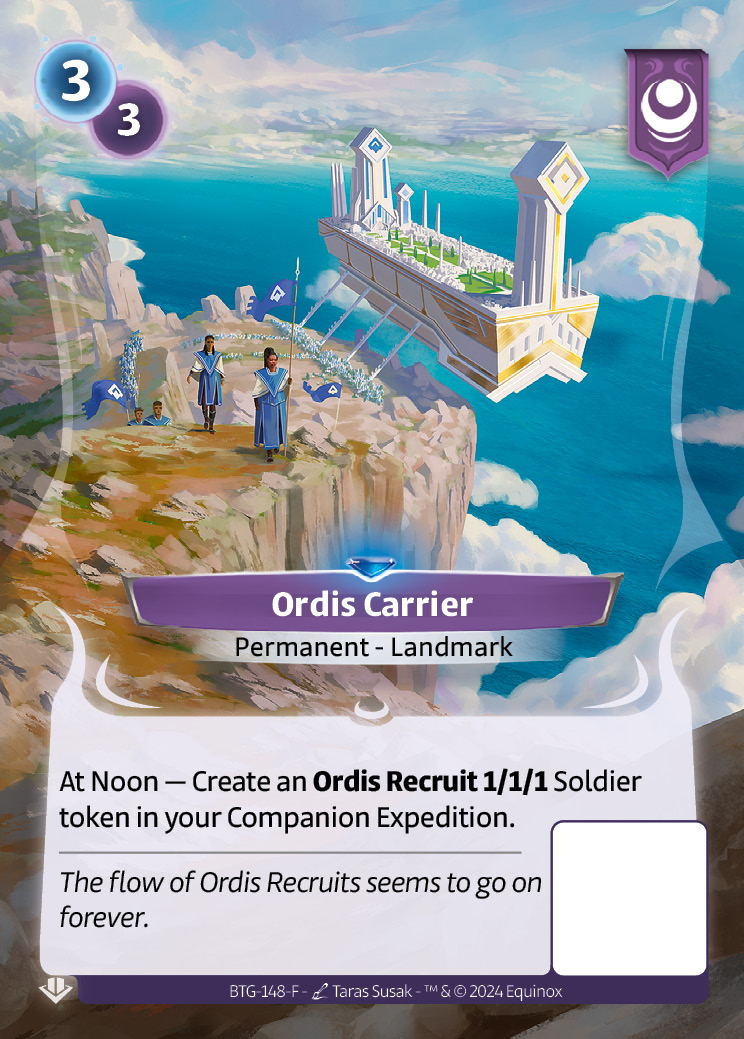 3
3
Ordis Carrier
Permanent - Landmark
At Noon — Create an Ordis Recruit 1/1/1 Soldier
token in your Companion Expedition.
The flow of Ordis Recruits seems to go on
forever.
BTG-148-F - Taras Susak - ™ & © 2024 Equinox